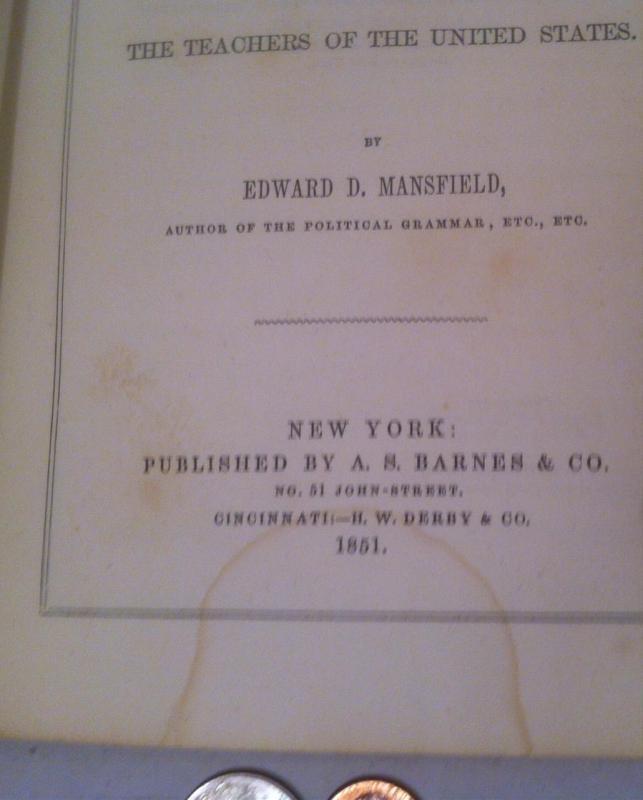 THE TEACHERS OF THE UNITED STATES.
BY
EDWARD D. MANSFIELD,
AUTHOR OF THE POLITICAL GRAMMAR, ETC., ETC.
NEW YORK:
PUBLISHED BY A. S. BARNES & CO.
NO. 51 JOHN-STREET.
CINCINNATI:—H. W. DERBY & CO.
1851.